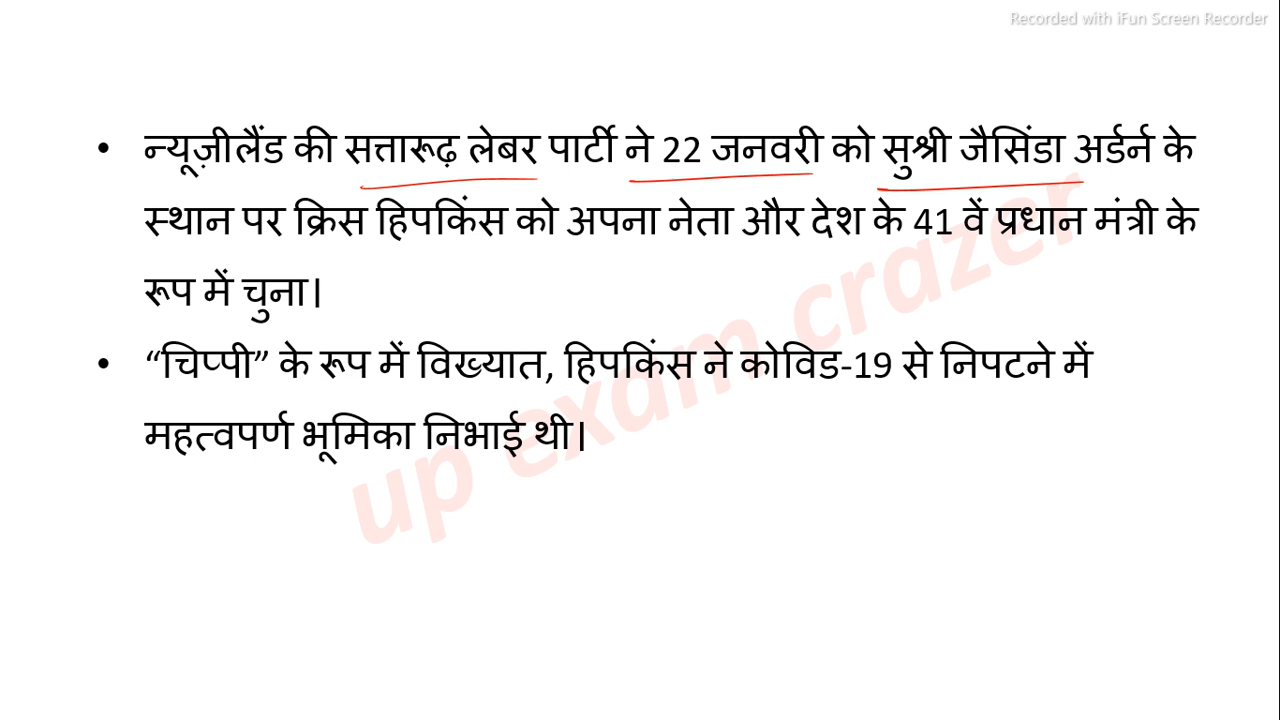 Recorded with iFun Screen Recorder
• न्यूज़ीलैंड की सत्तारूढ़ लेबर पार्टी ने 22 जनवरी को सुश्री जैसिंडा अर्डर्न के
स्थान पर क्रिस हिपकिंस को अपना नेता और देश के 41 वें प्रधान मंत्री के
रूप में चुना।
• “चिप्पी” के रूप में विख्यात, हिपकिंस ने कोविड-19 से निपटने में
महत्वपर्ण भूमिका निभाई थी।
up exam crazer